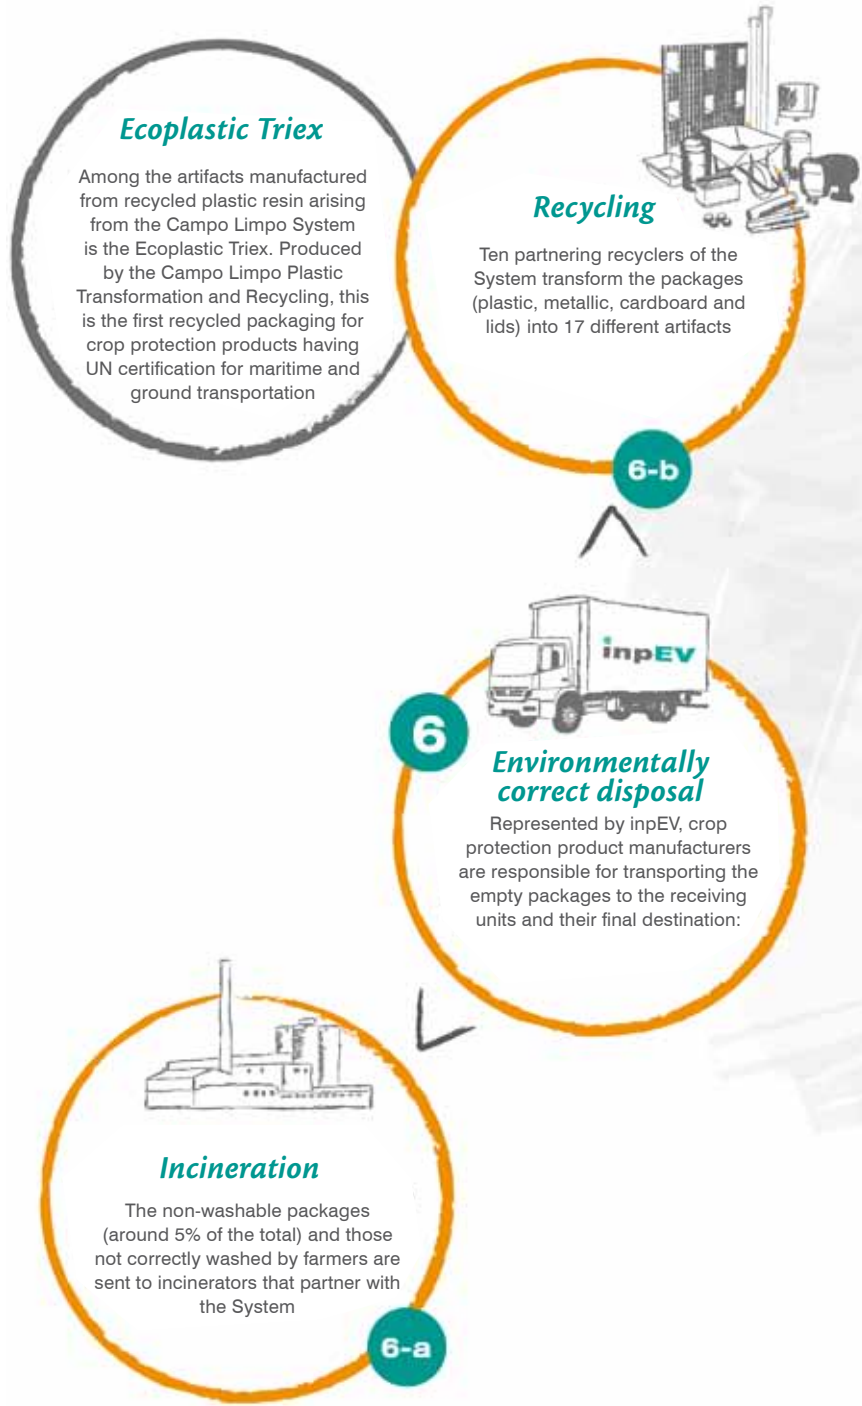 Ecoplastic Triex
Among the artifacts manufactured
from recycled plastic resin arising
from the Campo Limpo System
is the Ecoplastic Triex. Produced
by the Campo Limpo Plastic
Transformation and Recycling, this
is the first recycled packaging for
crop protection products having
UN certification for maritime and
ground transportation
Recycling
Ten partnering recyclers of the
System transform the packages
(plastic, metallic, cardboard and
lids) into 17 different artifacts
6-b
inpEV
6
Environmentally
correct disposal
Represented by inpEV, crop
protection product manufacturers
are responsible for transporting the
empty packages to the receiving
units and their final destination:
Incineration
The non-washable packages
(around 5% of the total) and those
not correctly washed by farmers are
sent to incinerators that partner with
the System
6-a